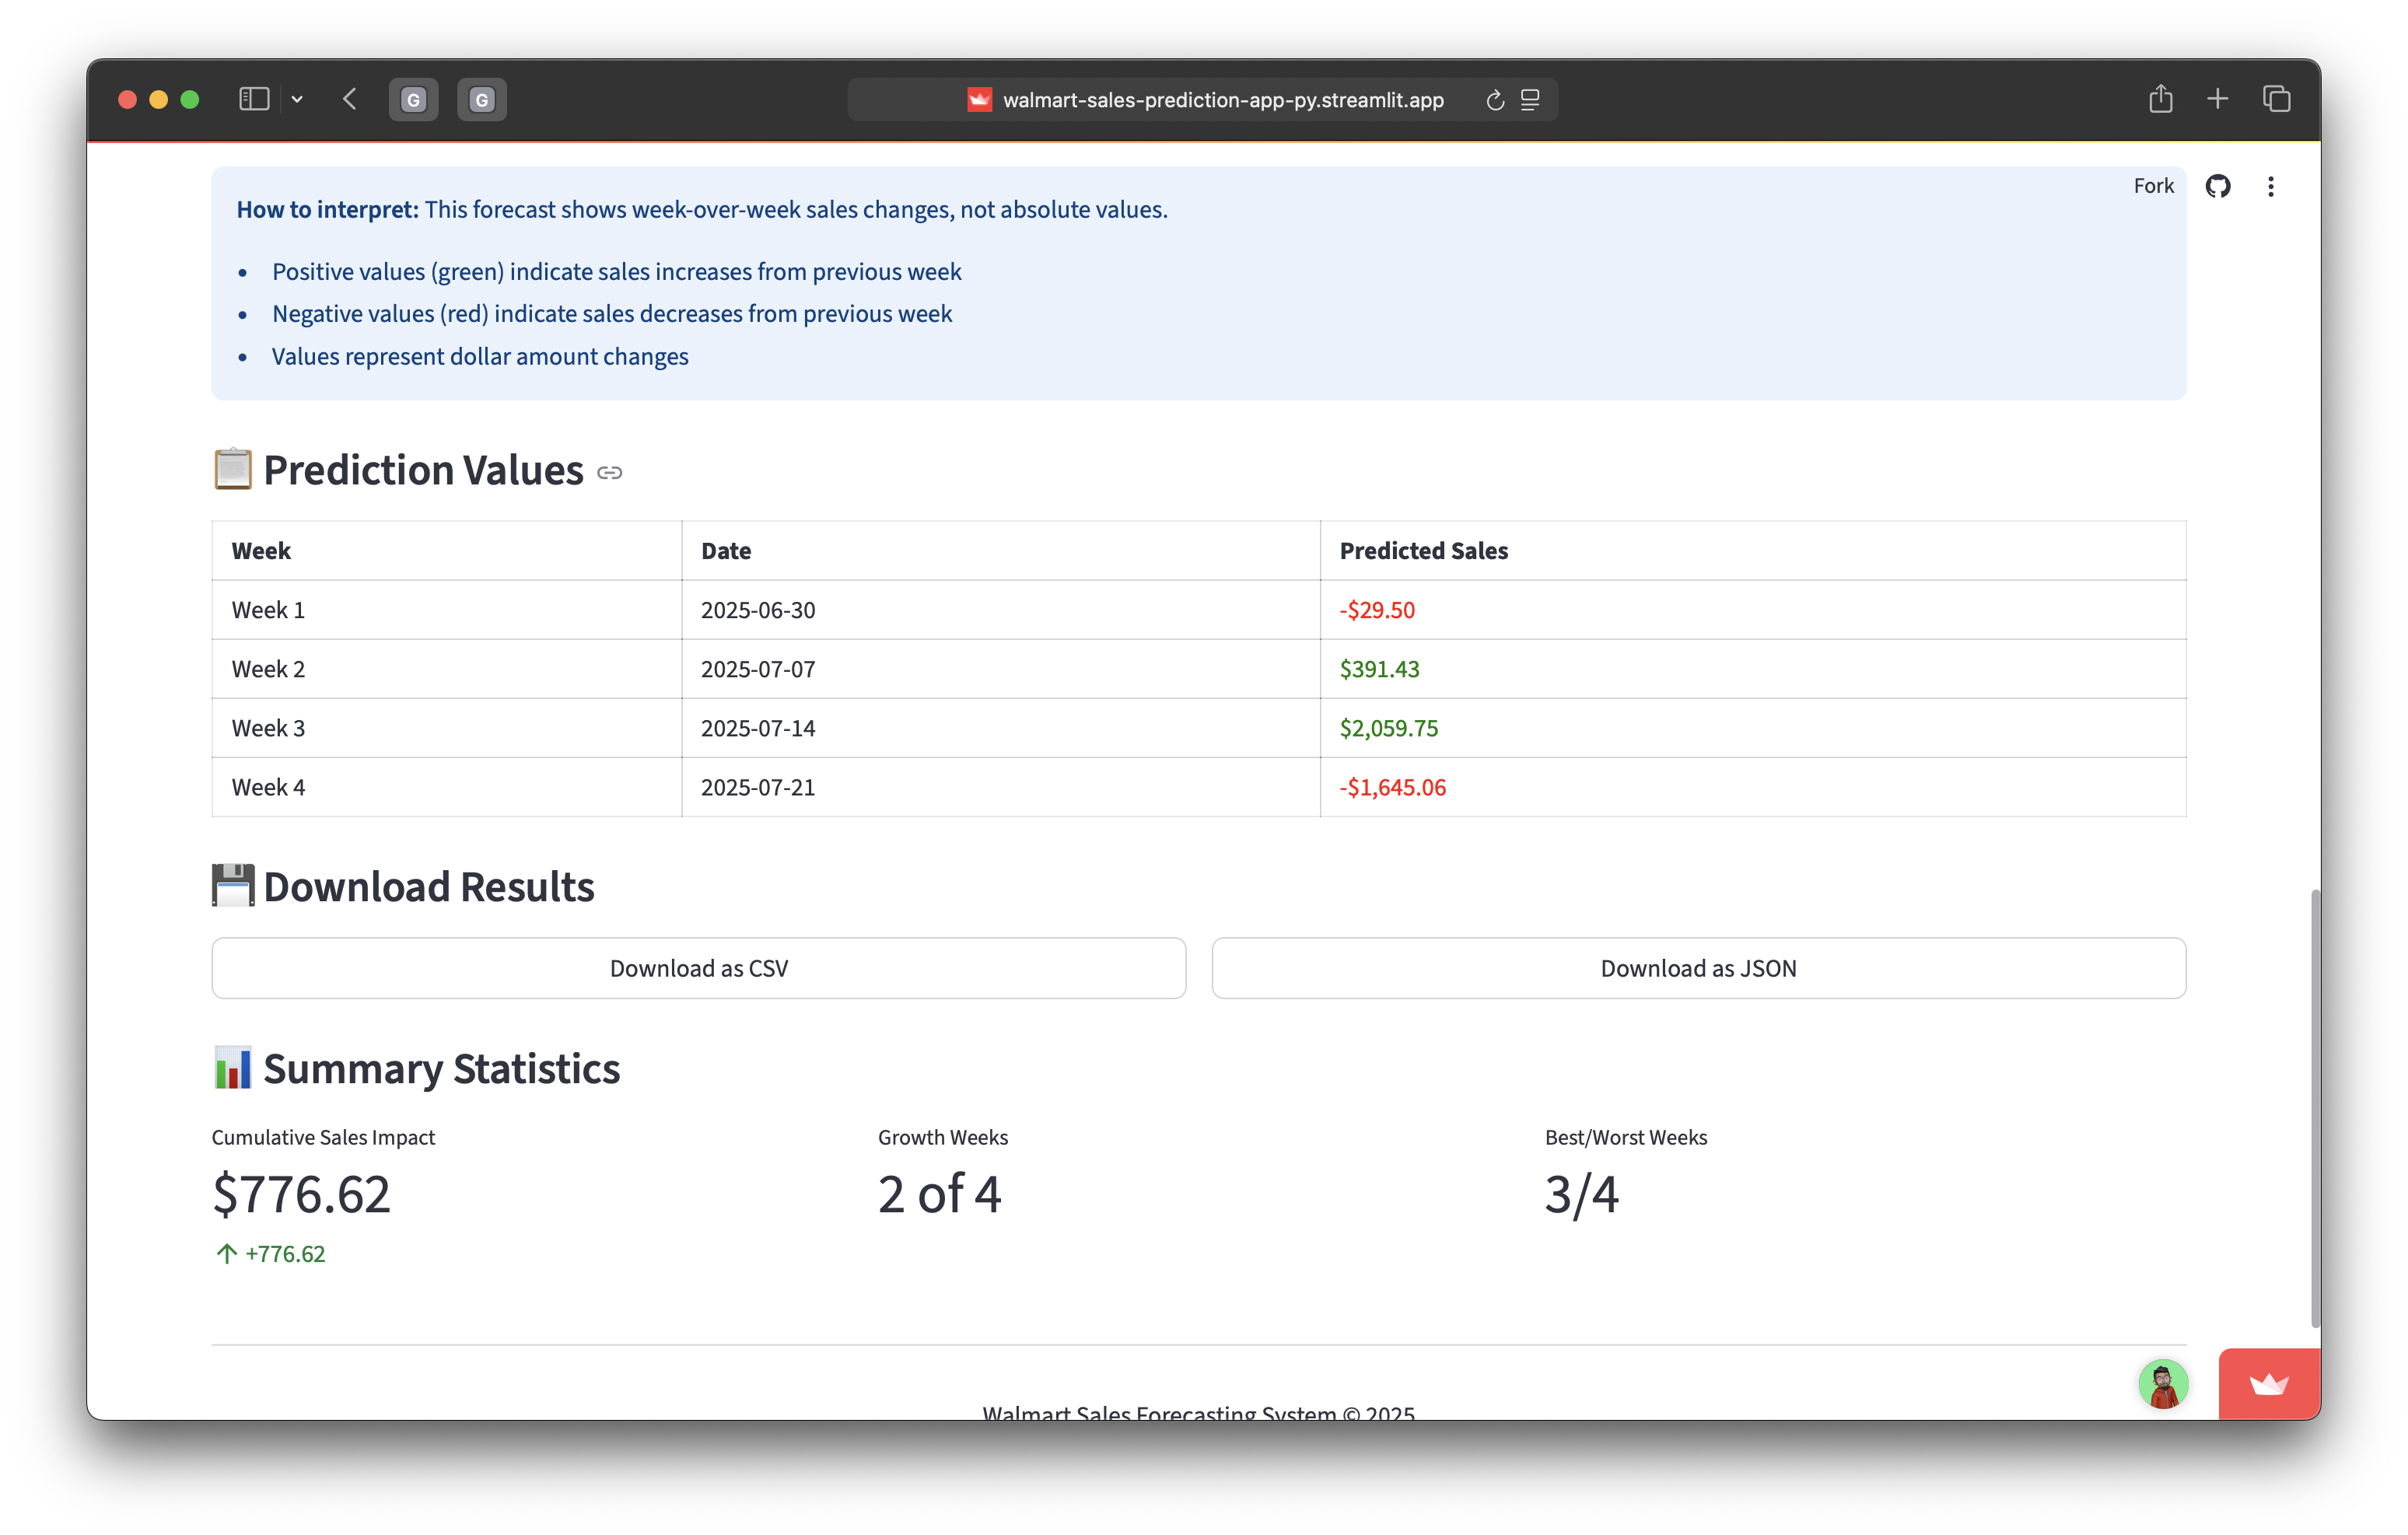 G G walmart-sales-prediction-app-py.streamlit.app
Fork
How to interpret: This forecast shows week-over-week sales changes, not absolute values.
• Positive values (green) indicate sales increases from previous week
• Negative values (red) indicate sales decreases from previous week
• Values represent dollar amount changes
Prediction Values
Week Date Predicted Sales
Week 1 2025-06-30 -$29.50
Week 2 2025-07-07 $391.43
Week 3 2025-07-14 $2,059.75
Week 4 2025-07-21 -$1,645.06
Download Results
Download as CSV Download as JSON
Summary Statistics
Cumulative Sales Impact Growth Weeks Best/Worst Weeks
$776.62 2 of 4 3/4
↑ +776.62
Walmart Sales Forecasting System © 2025